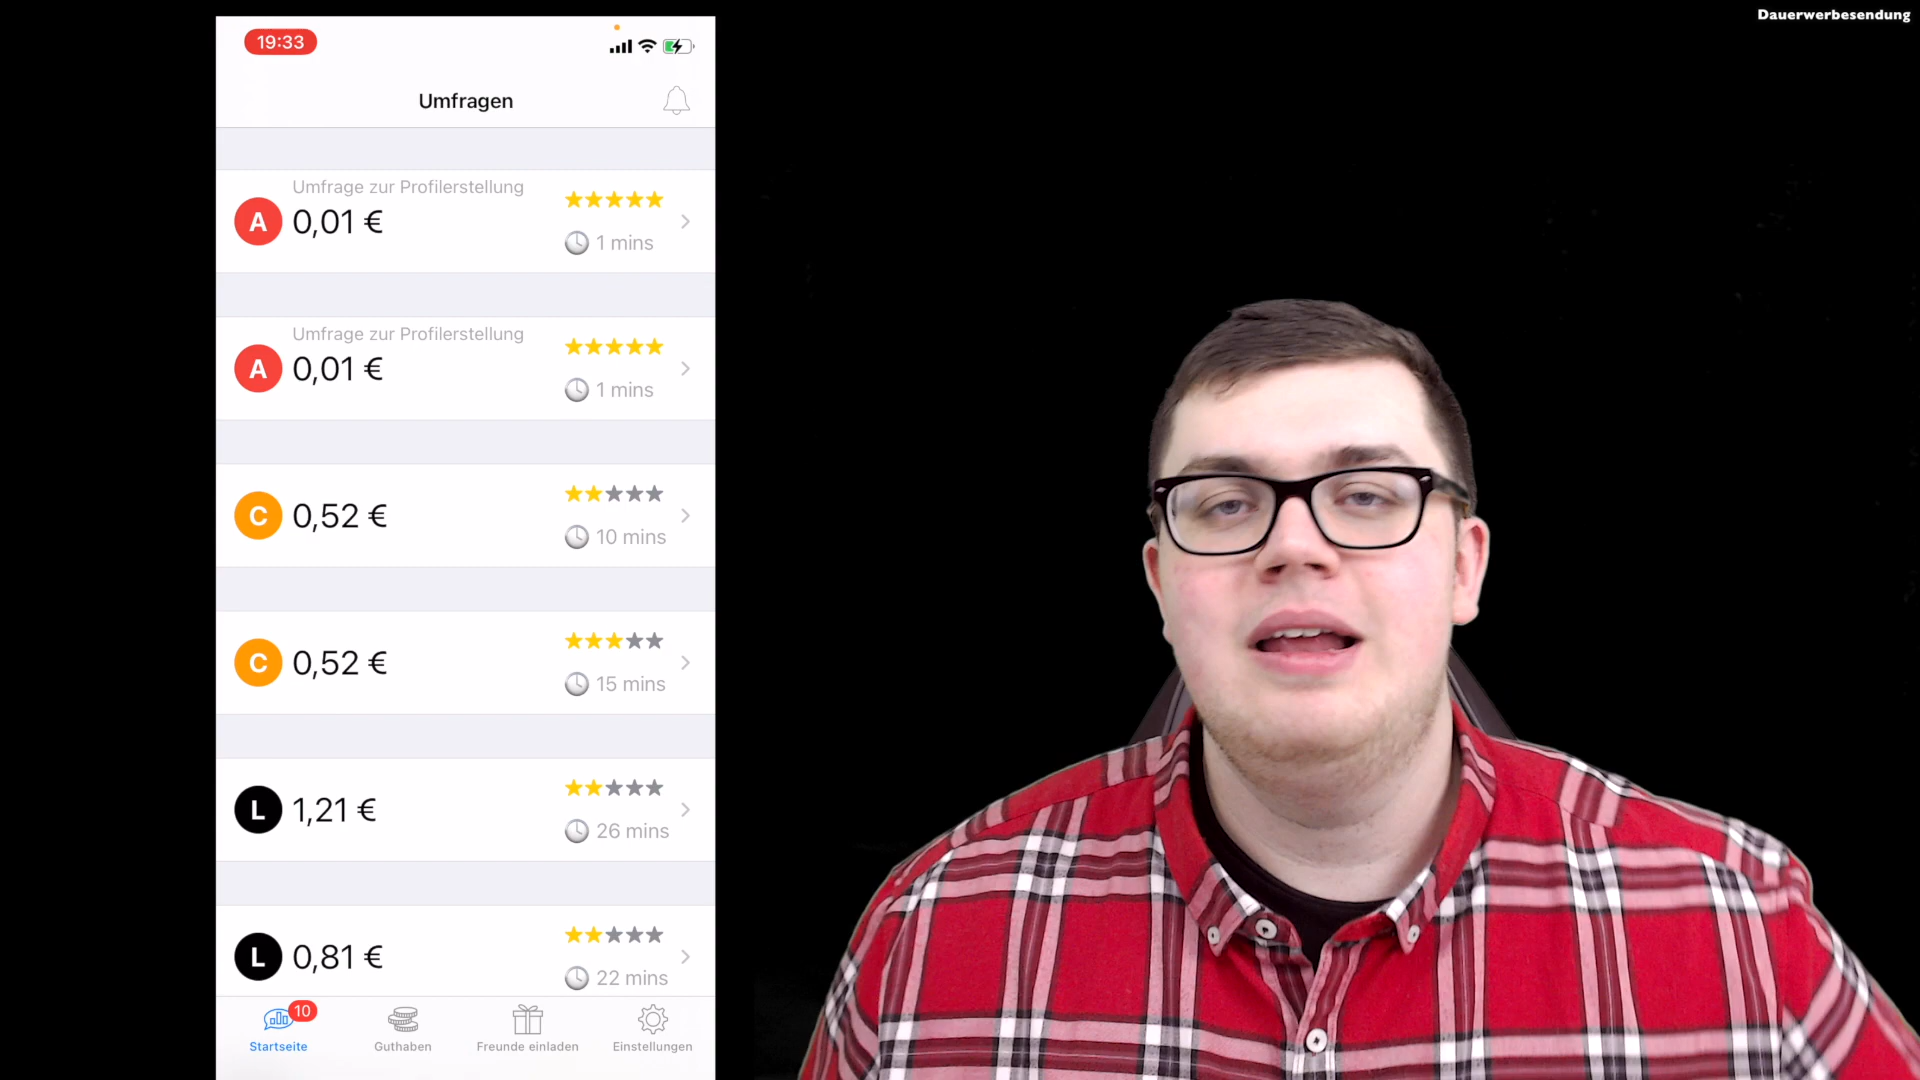 Dauerwerbesendung
19:33
Umfragen
Umfrage zur Profilerstellung
A 0,01 €
1 mins
Umfrage zur Profilerstellung
A 0,01 €
1 mins
C 0,52 €
10 mins
C 0,52 €
15 mins
L 1,21 €
26 mins
L 0,81 €
22 mins
10
Startseite Guthaben Freunde einladen Einstellungen